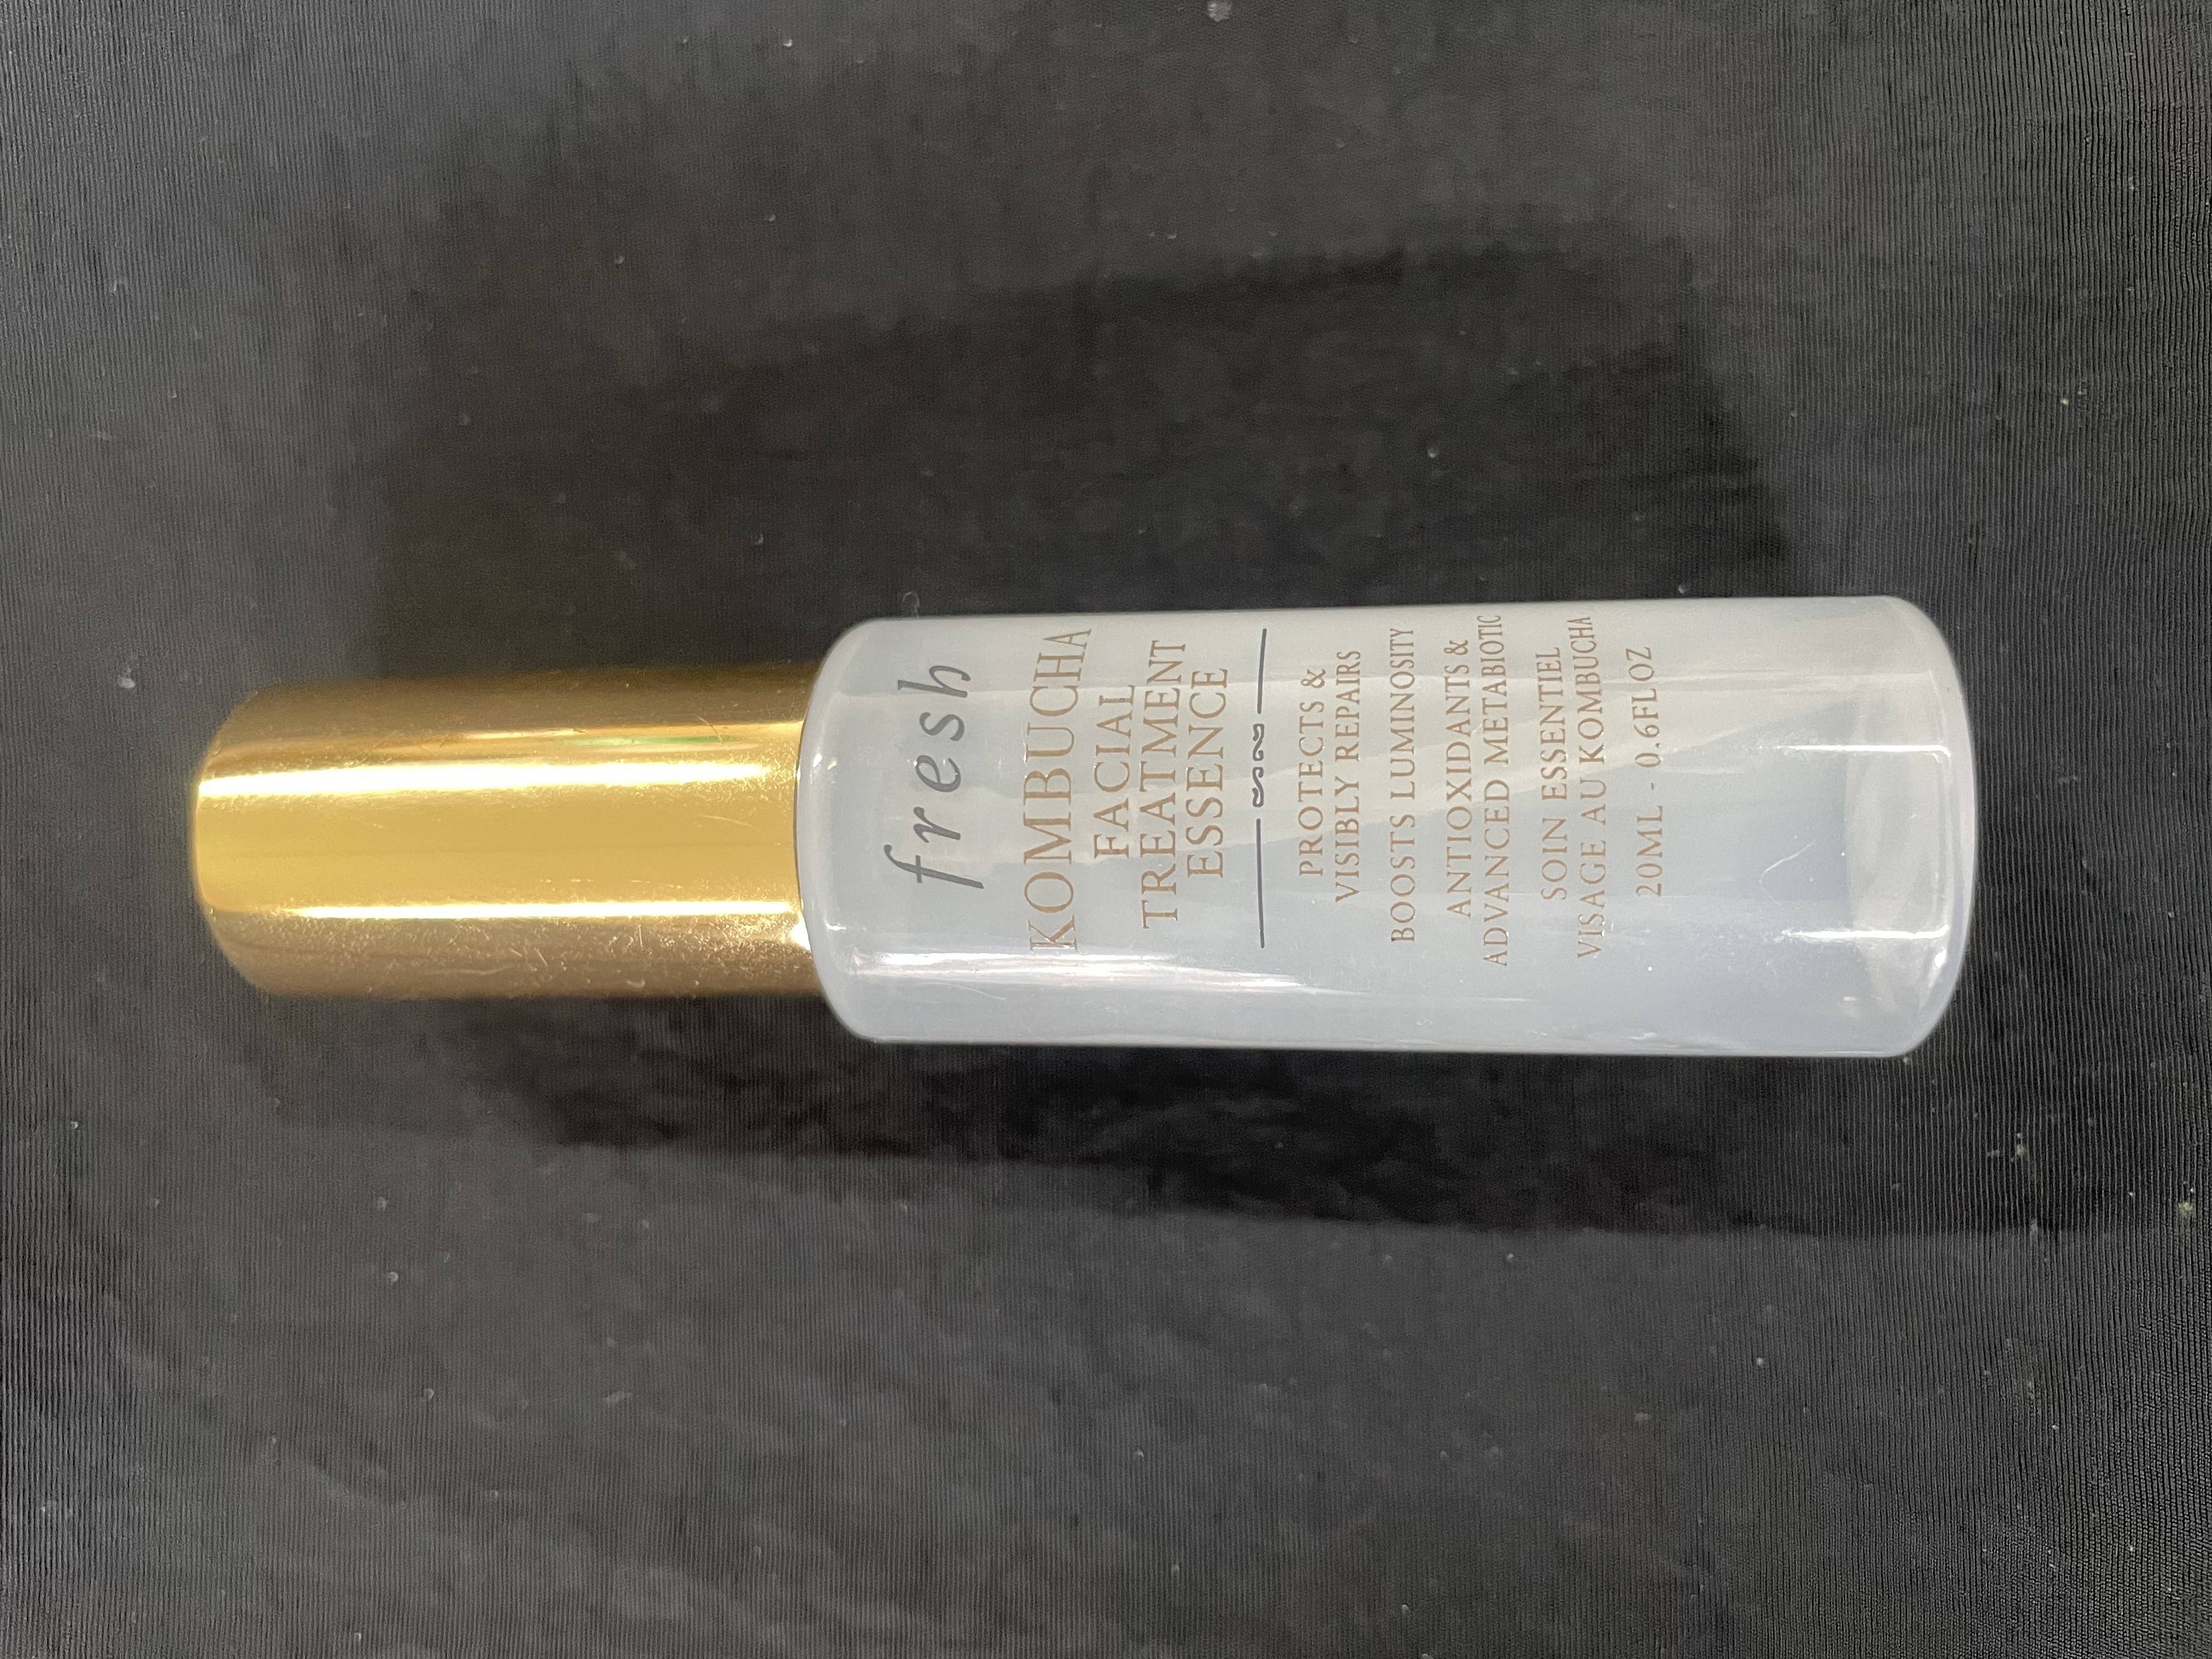 fresh
KOMBUCHA
FACIAL
TREATMENT
ESSENCE
PROTECTS &
VISIBLY REPAIRS
BOOSTS LUMINOSITY
ANTIOXIDANTS &
ADVANCED METABIOTIC
SOIN ESSENTIEL
VISAGE AU KOMBUCHA
20ML - 0.6FL OZ